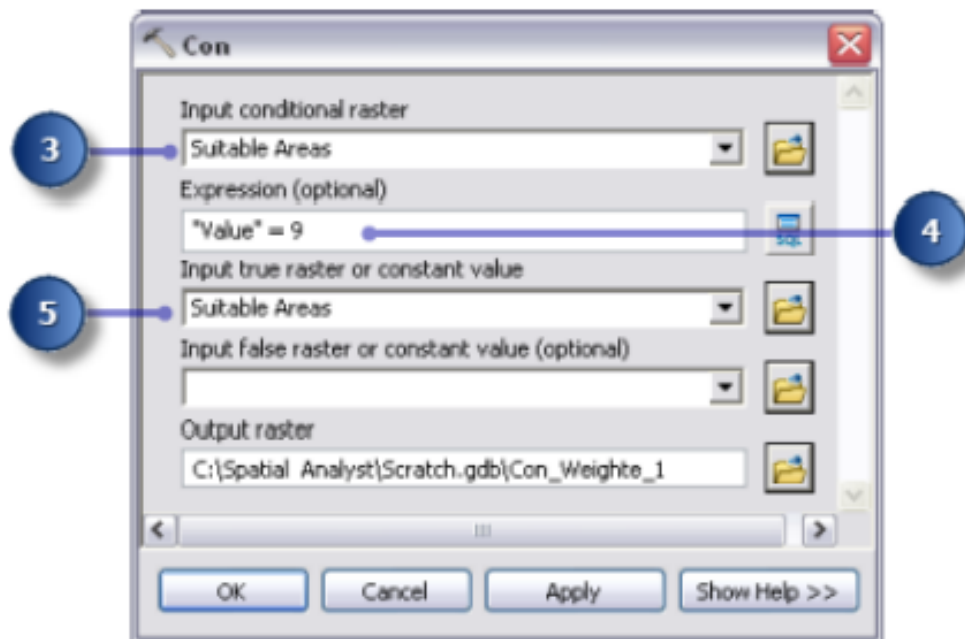 Con
Input conditional raster
3
Suitable Areas
Expression (optional)
"Value" = 9
SQL
4
Input true raster or constant value
5
Suitable Areas
Input false raster or constant value (optional)
Output raster
C:\Spatial Analyst\Scratch.gdb\Con_Weighte_1
OK
Cancel
Apply
Show Help >>